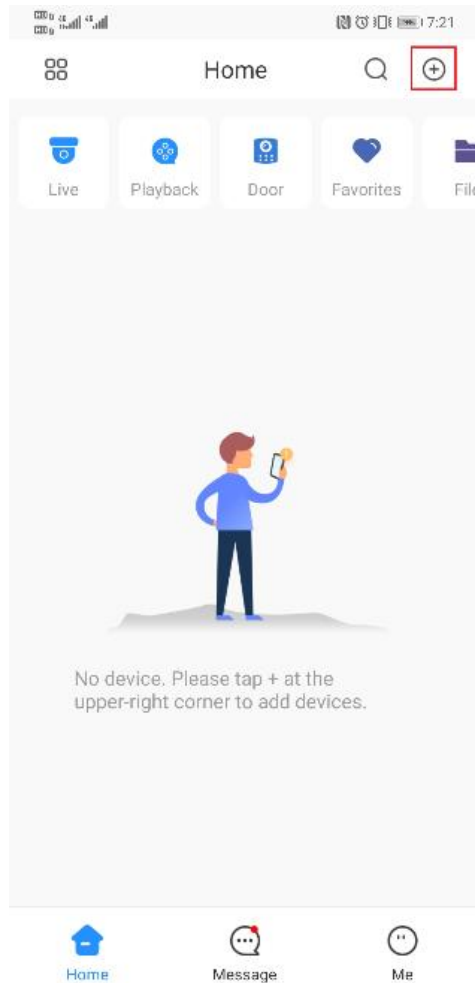 7:21
Home
Live
Playback
Door
Favorites
File
No device. Please tap + at the
upper-right corner to add devices.
Home
Message
Me